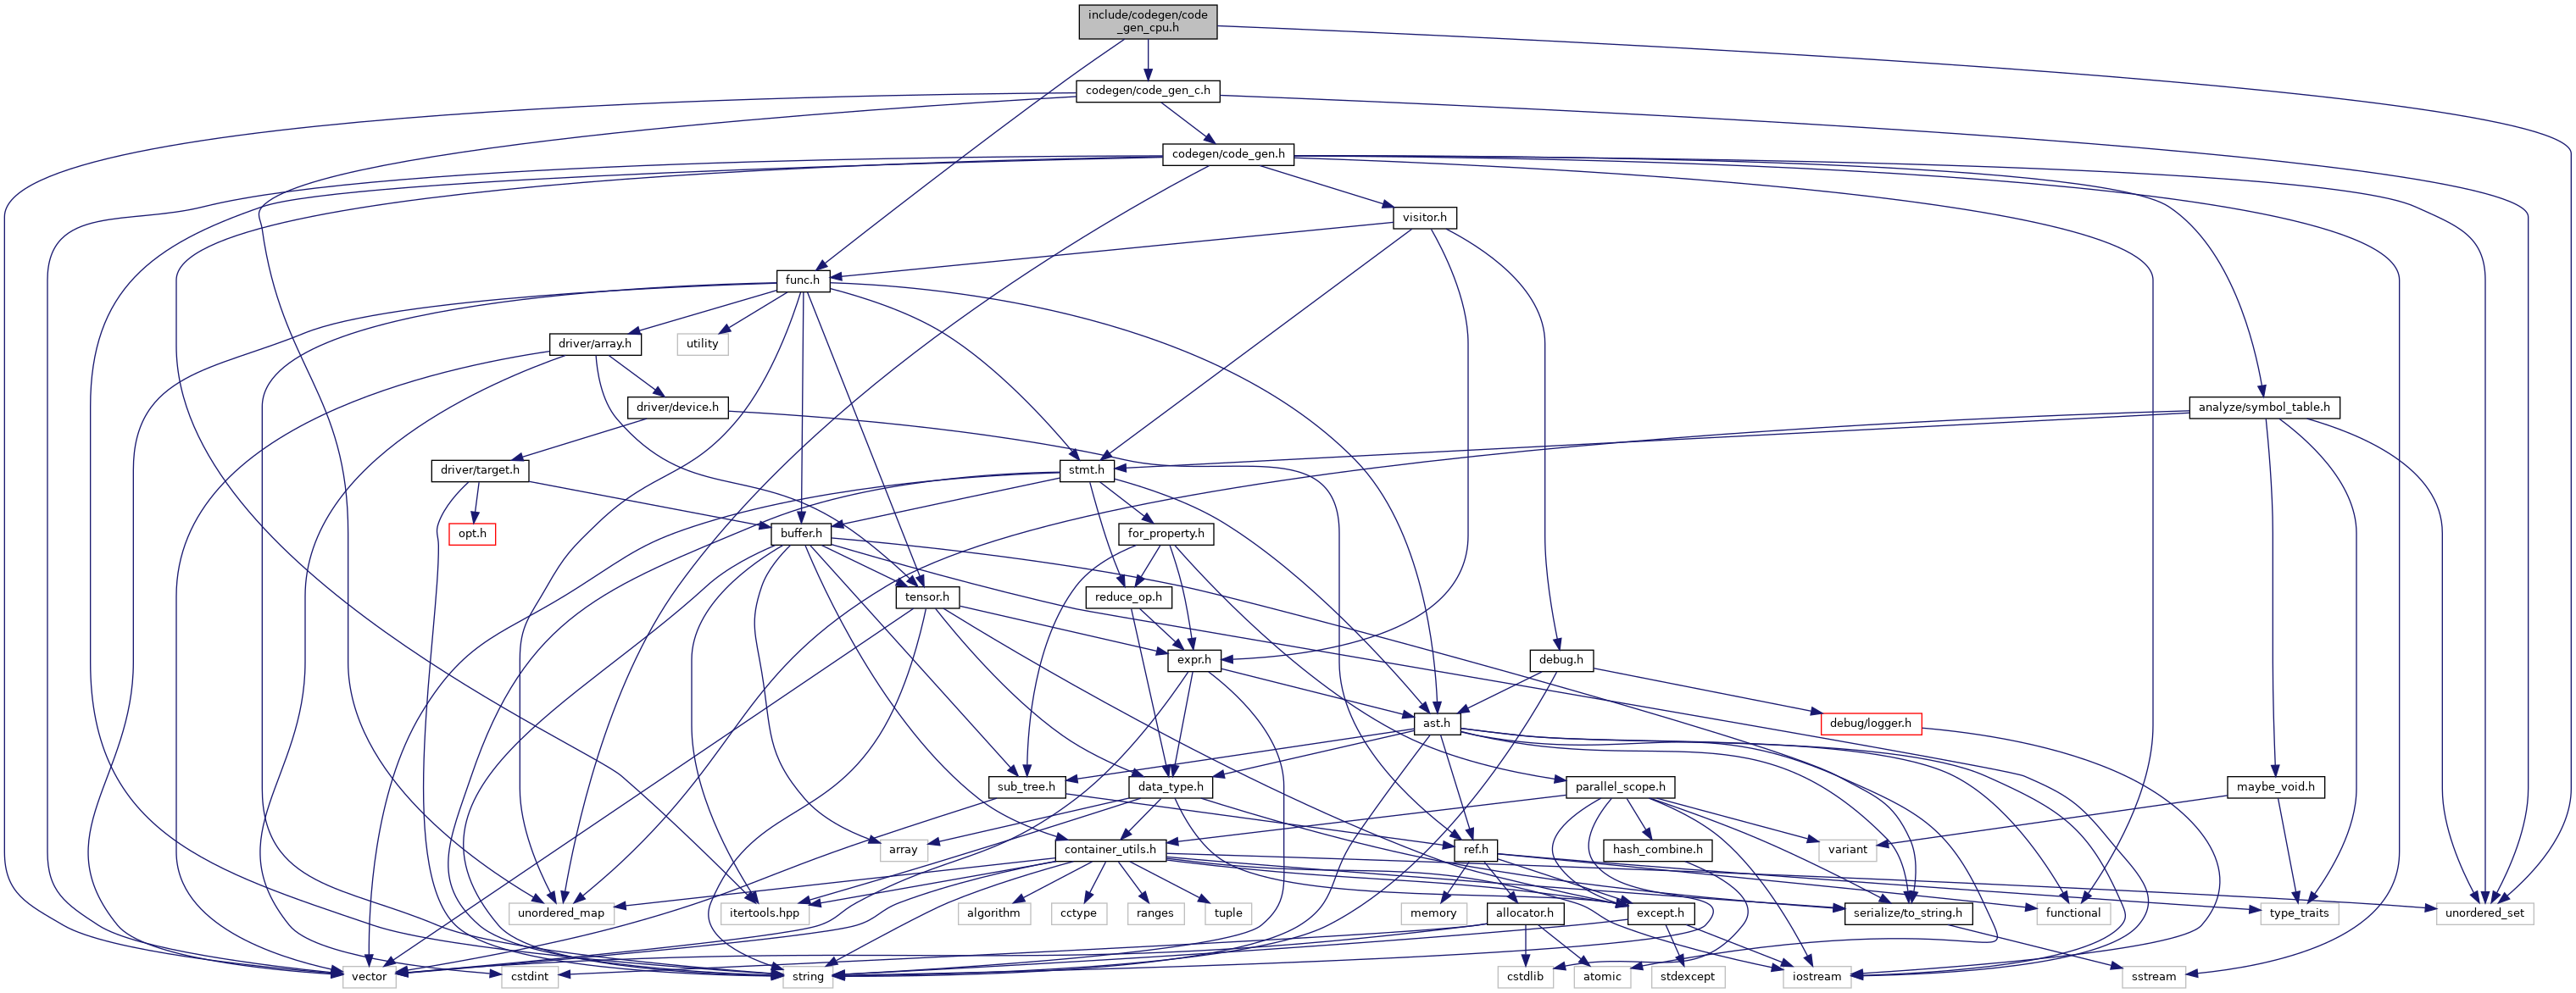 include/codegen/code
_gen_cpu.h
codegen/code_gen_c.h
codegen/code_gen.h
visitor.h
func.h
driver/array.h
utility
driver/device.h
analyze/symbol_table.h
driver/target.h
stmt.h
opt.h
buffer.h
for_property.h
tensor.h
reduce_op.h
expr.h
debug.h
ast.h
debug/logger.h
sub_tree.h
data_type.h
parallel_scope.h
maybe_void.h
array
container_utils.h
ref.h
hash_combine.h
variant
unordered_map
itertools.hpp
algorithm
cctype
ranges
tuple
memory
allocator.h
except.h
serialize/to_string.h
functional
type_traits
unordered_set
vector
cstdint
string
cstdlib
atomic
stdexcept
iostream
sstream